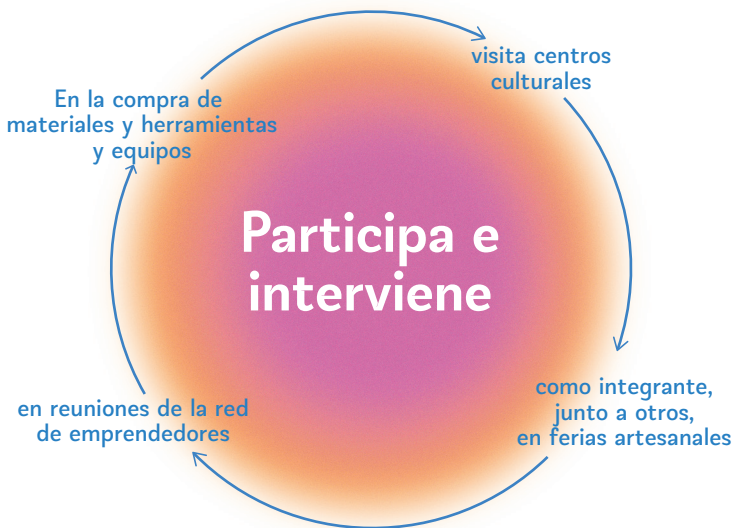 En la compra de
materiales y herramientas
y equipos
visita centros
culturales
Participa e
interviene
como integrante,
junto a otros,
en ferias artesanales
en reuniones de la red
de emprendedores